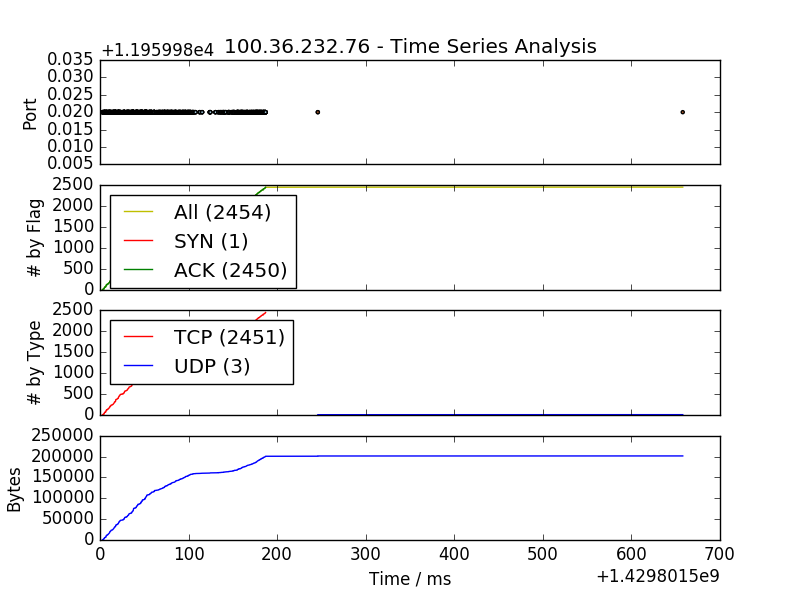 +1.195998e4 100.36.232.76 - Time Series Analysis
0.035
0.030
0.025
0.020
0.015
0.010
0.005
Port
2500
2000
1500
1000
500
0
# by Flag
All (2454)
SYN (1)
ACK (2450)
2500
2000
1500
1000
500
0
# by Type
TCP (2451)
UDP (3)
250000
200000
150000
100000
50000
0
Bytes
0 100 200 300 400 500 600 700
Time / ms
+1.4298015e9